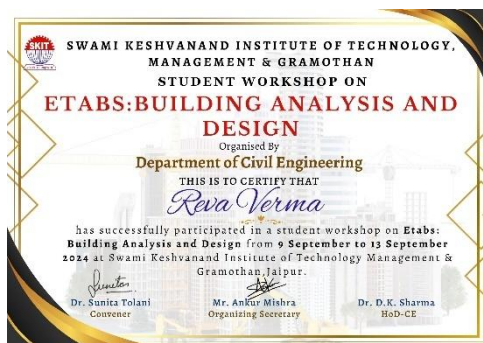 SKIT
SWAMI KESHVANAND INSTITUTE OF TECHNOLOGY,
MANAGEMENT & GRAMOTHAN
STUDENT WORKSHOP ON
ETABS:BUILDING ANALYSIS AND
DESIGN
Organised By
Department of Civil Engineering
THIS IS TO CERTIFY THAT
Reva Verma
has successfully participated in a student workshop on Etabs:
Building Analysis and Design from 9 September to 13 September
2024 at Swami Keshvanand Institute of Technology Management &
Gramothan,Jaipur.
Sunita
Dr. Sunita Tolani Mr. Ankur Mishra Dr. D.K. Sharma
Convener Organizing Secretary HoD-CE